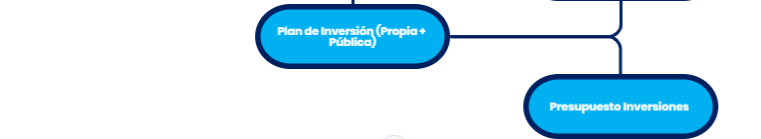 Plan de Inversión (Propia +
Pública)
Presupuesto Inversiones